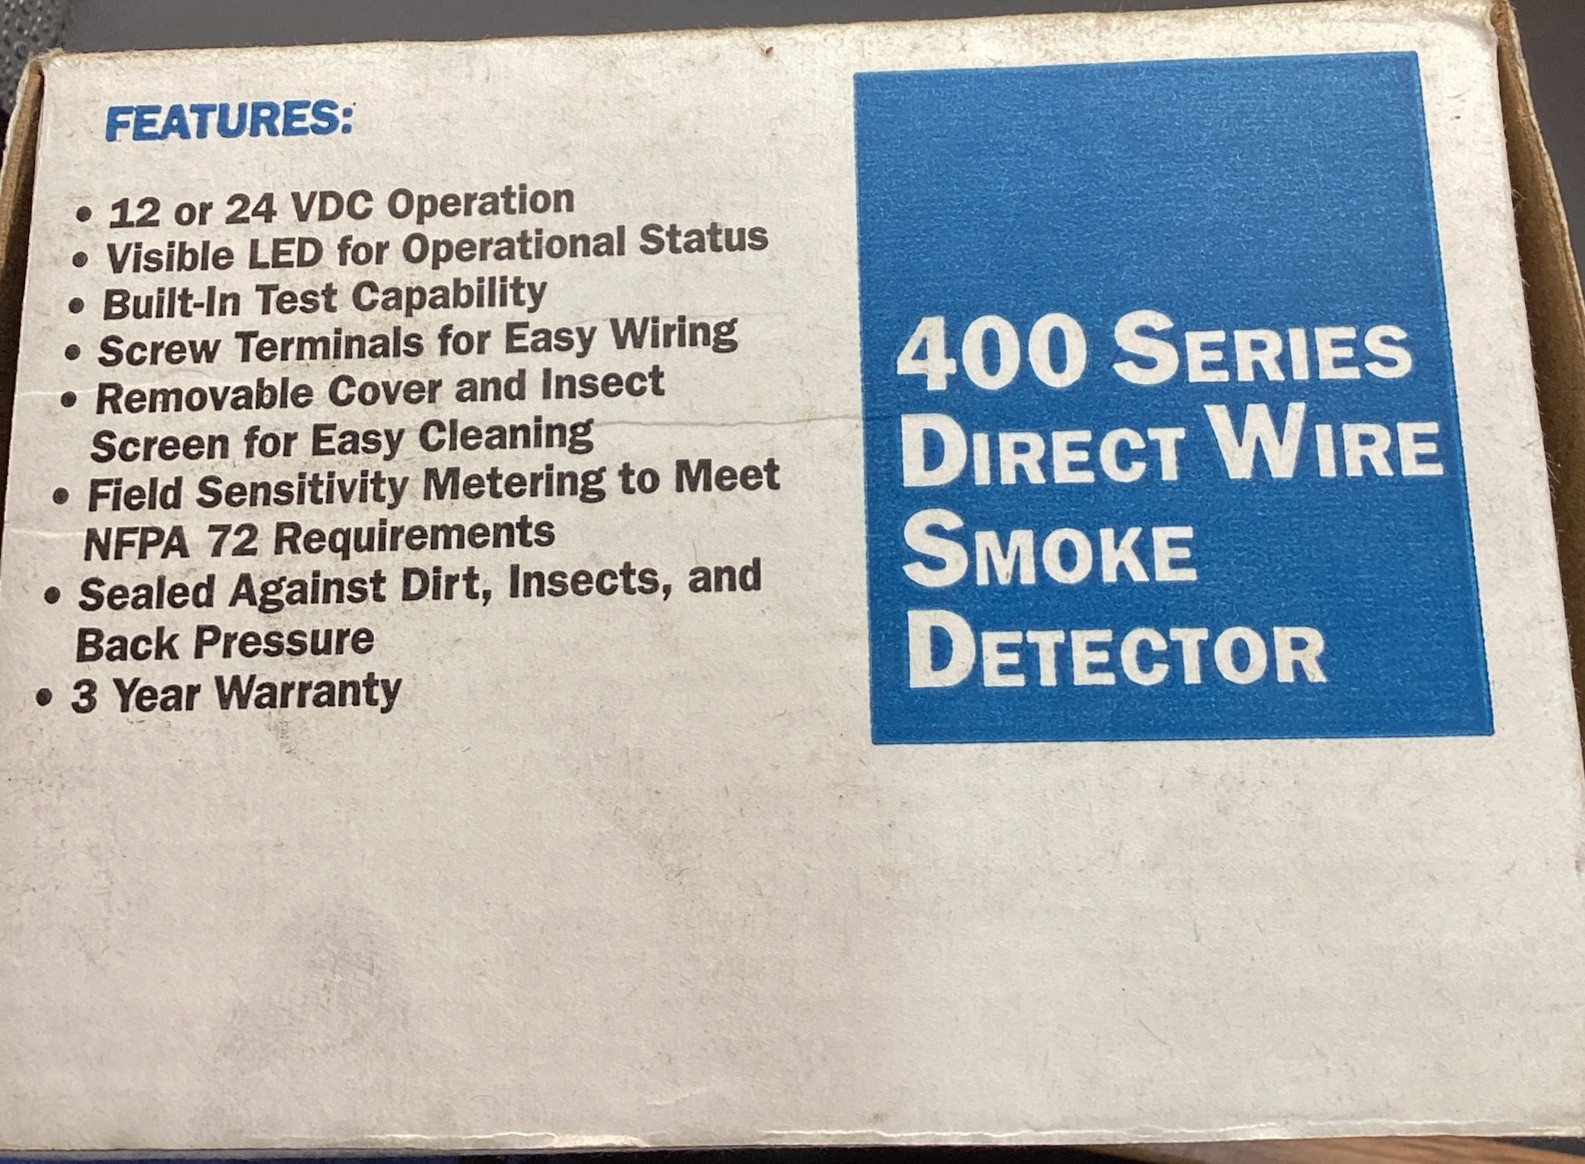 FEATURES:
• 12 or 24 VDC Operation
• Visible LED for Operational Status
• Built-In Test Capability
• Screw Terminals for Easy Wiring
• Removable Cover and Insect
Screen for Easy Cleaning
• Field Sensitivity Metering to Meet
NFPA 72 Requirements
• Sealed Against Dirt, Insects, and
Back Pressure
• 3 Year Warranty
400 SERIES
DIRECT WIRE
SMOKE
DETECTOR